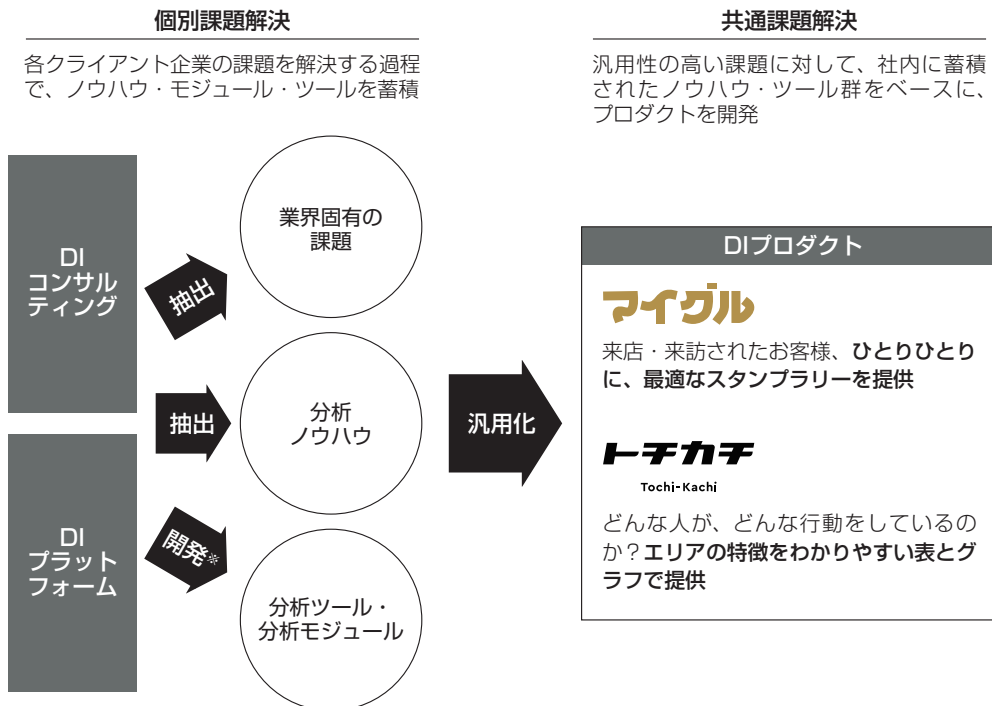 個別課題解決
各クライアント企業の課題を解決する過程
で、ノウハウ・モジュール・ツールを蓄積
DI
コンサル
ティング
DI
プラット
フォーム
抽出
抽出
開発※
業界固有の
課題
分析
ノウハウ
分析ツール・
分析モジュール
汎用化
共通課題解決
汎用性の高い課題に対して、社内に蓄積
されたノウハウ・ツール群をベースに、
プロダクトを開発
DIプロダクト
マイグル
来店・来訪されたお客様、ひとりひとり
に、最適なスタンプラリーを提供
トチカチ
Tochi-Kachi
どんな人が、どんな行動をしているの
か？エリアの特徴をわかりやすい表とグ
ラフで提供